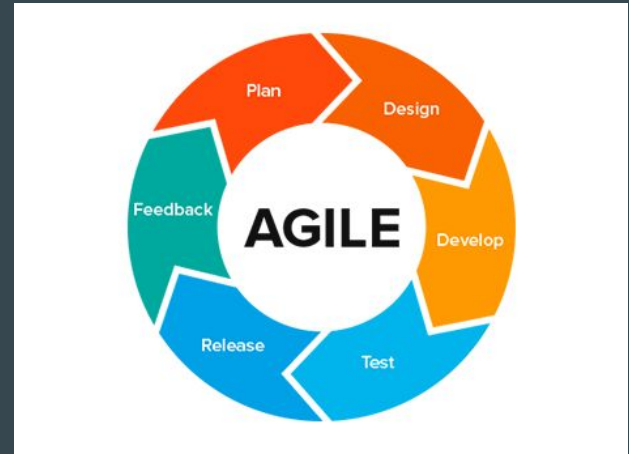 Plan
Design
Feedback
AGILE
Develop
Release
Test